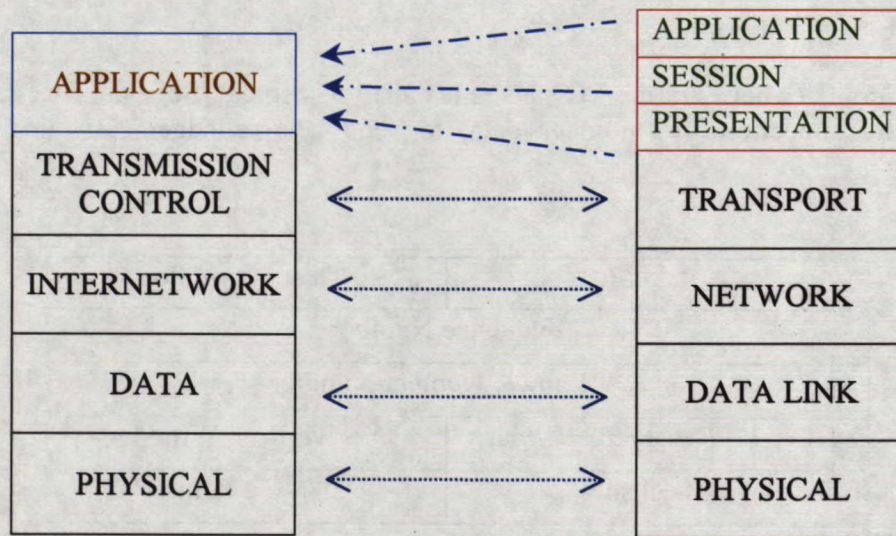 APPLICATION
TRANSMISSION
CONTROL
INTERNETWORK
DATA
PHYSICAL
APPLICATION
SESSION
PRESENTATION
TRANSPORT
NETWORK
DATA LINK
PHYSICAL